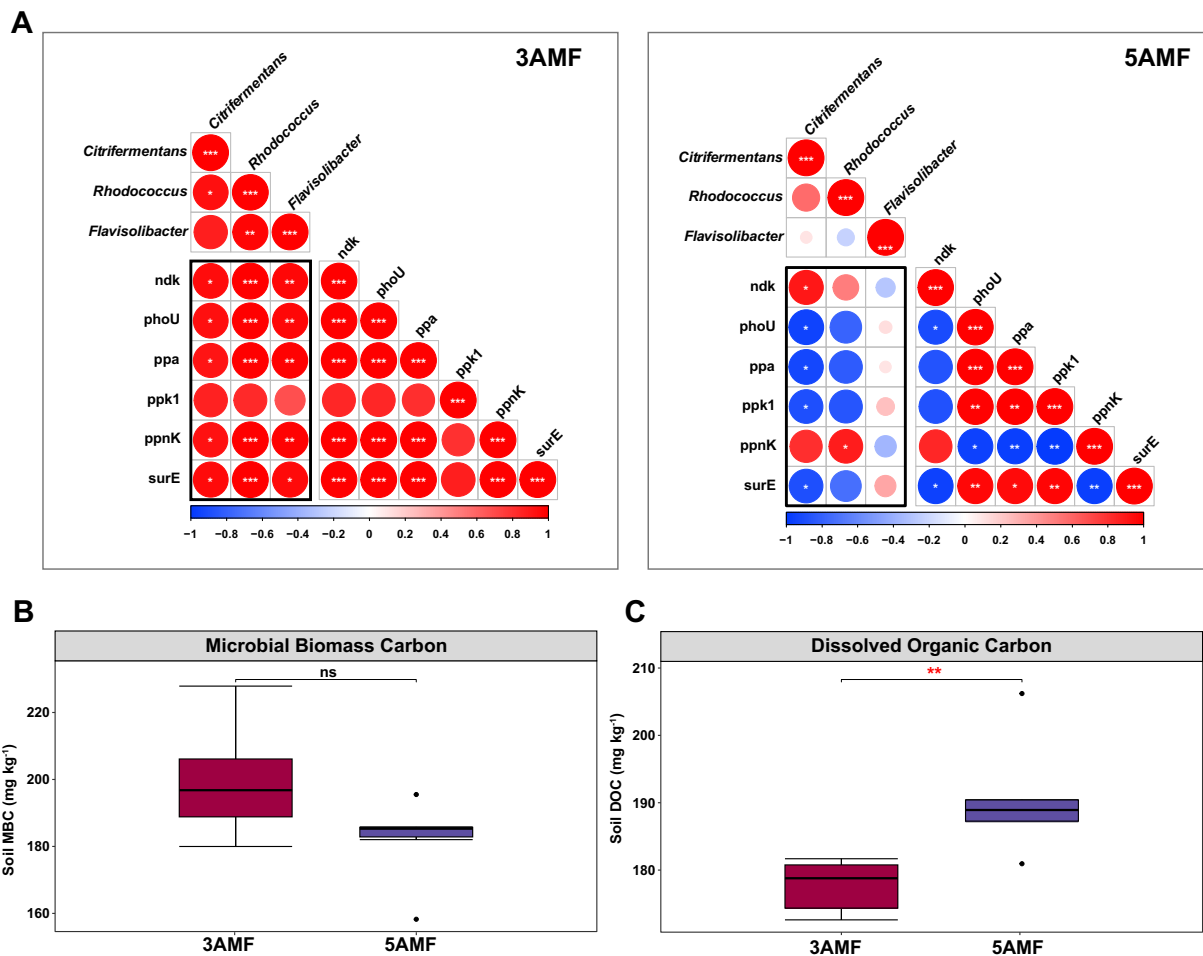 A
3AMF
Citrifermentans
Rhodococcus
Flavisolibacter
Citrifermentans ***
Rhodococcus * ***
Flavisolibacter ** ***
ndk
phoU
ppa
ppk1
ppnK
surE
ndk * *** ** ***
phoU * *** ** *** ***
ppa * *** ** *** *** ***
ppk1 ***
ppnK * *** ** *** *** *** ***
surE * *** * *** *** *** *** ***
−1 −0.8 −0.6 −0.4 −0.2 0 0.2 0.4 0.6 0.8 1
5AMF
Citrifermentans
Rhodococcus
Flavisolibacter
Citrifermentans ***
Rhodococcus ***
Flavisolibacter ***
ndk
phoU
ppa
ppk1
ppnK
surE
ndk * ***
phoU * * ***
ppa * *** ***
ppk1 * ** ** ***
ppnK * * ** ** ***
surE * * ** * ** ** ***
−1 −0.8 −0.6 −0.4 −0.2 0 0.2 0.4 0.6 0.8 1
B
Microbial Biomass Carbon
ns
Soil MBC (mg kg-1)
220
200
180
160
3AMF 5AMF
C
Dissolved Organic Carbon
**
Soil DOC (mg kg-1)
210
200
190
180
3AMF 5AMF